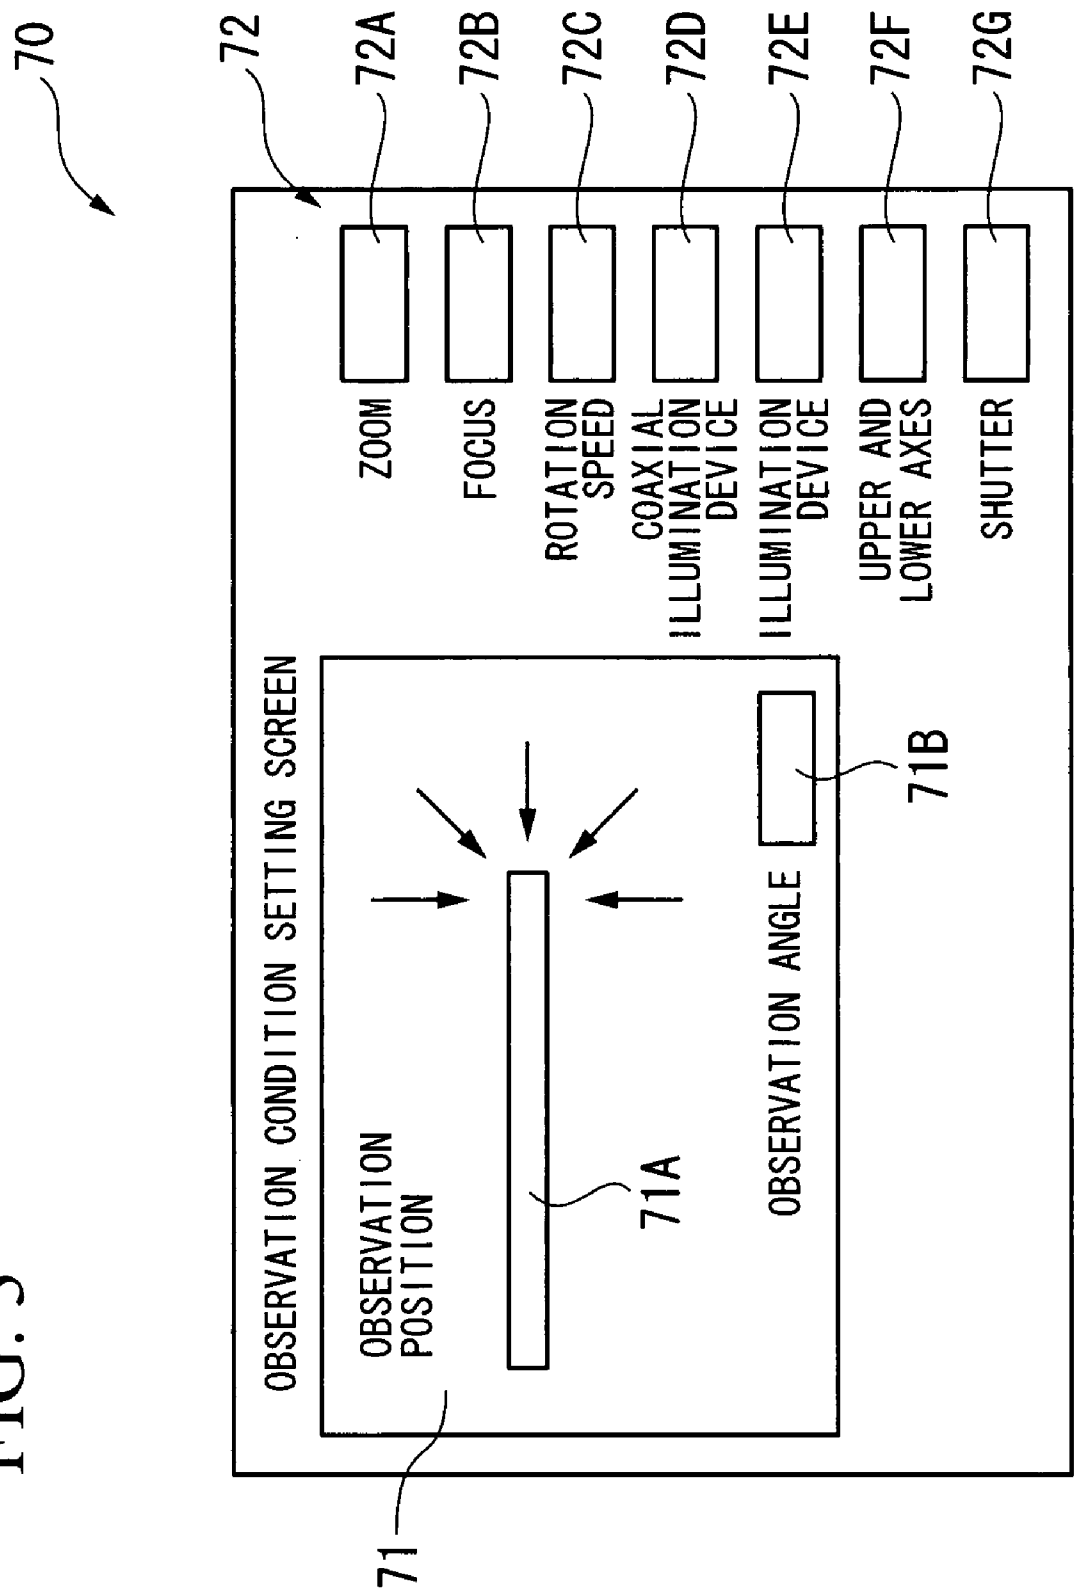 FIG.
70
OBSERVATION CONDITION SETTING SCREEN
72
71
OBSERVATION
POSITION
71A
OBSERVATION ANGLE
71B
ZOOM
72A
FOCUS
72B
ROTATION
SPEED
72C
COAXIAL
ILLUMINATION
DEVICE
72D
ILLUMINATION
DEVICE
72E
UPPER AND
LOWER AXES
72F
SHUTTER
72G